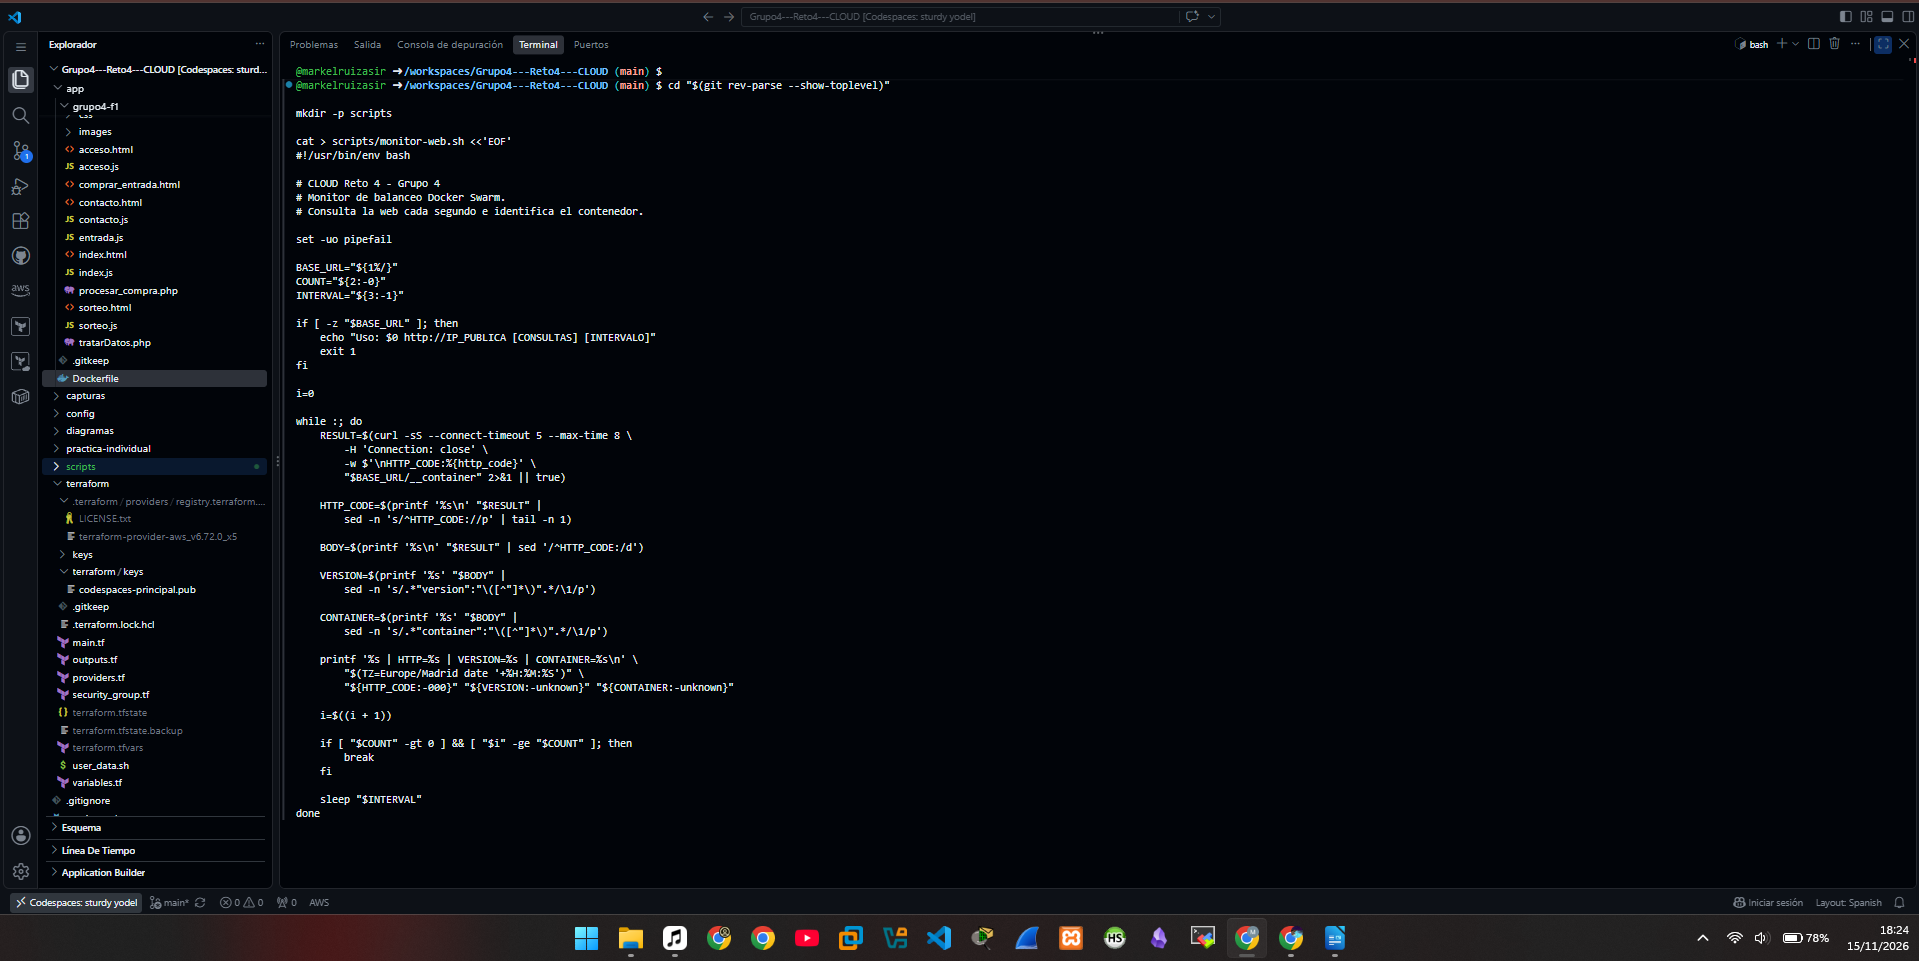 Grupo4---Reto4---CLOUD [Codespaces: sturdy yodel]
Explorador
Grupo4---Reto4---CLOUD [Codespaces: sturd...
app
grupo4-f1
css
images
acceso.html
JS acceso.js
comprar_entrada.html
contacto.html
JS contacto.js
JS entrada.js
index.html
JS index.js
procesar_compra.php
sorteo.html
JS sorteo.js
tratarDatos.php
.gitkeep
Dockerfile
capturas
config
diagramas
practica-individual
scripts
terraform
.terraform / providers / registry.terraform....
LICENSE.txt
terraform-provider-aws_v6.72.0_x5
keys
terraform / keys
codespaces-principal.pub
.gitkeep
.terraform.lock.hcl
main.tf
outputs.tf
providers.tf
security_group.tf
terraform.tfstate
terraform.tfstate.backup
terraform.tfvars
$ user_data.sh
variables.tf
.gitignore
Esquema
Línea De Tiempo
Application Builder
aws
1
Problemas Salida Consola de depuración Terminal Puertos
bash
@markelruizasir ➜/workspaces/Grupo4---Reto4---CLOUD (main) $
@markelruizasir ➜/workspaces/Grupo4---Reto4---CLOUD (main) $ cd "$(git rev-parse --show-toplevel)"
mkdir -p scripts
cat > scripts/monitor-web.sh <<'EOF'
#!/usr/bin/env bash
# CLOUD Reto 4 - Grupo 4
# Monitor de balanceo Docker Swarm.
# Consulta la web cada segundo e identifica el contenedor.
set -uo pipefail
BASE_URL="${1%/}"
COUNT="${2:-0}"
INTERVAL="${3:-1}"
if [ -z "$BASE_URL" ]; then
echo "Uso: $0 http://IP_PUBLICA [CONSULTAS] [INTERVALO]"
exit 1
fi
i=0
while :; do
RESULT=$(curl -sS --connect-timeout 5 --max-time 8 \
-H 'Connection: close' \
-w $'\nHTTP_CODE:%{http_code}' \
"$BASE_URL/__container" 2>&1 || true)
HTTP_CODE=$(printf '%s\n' "$RESULT" |
sed -n 's/^HTTP_CODE://p' | tail -n 1)
BODY=$(printf '%s\n' "$RESULT" | sed '/^HTTP_CODE:/d')
VERSION=$(printf '%s' "$BODY" |
sed -n 's/.*"version":"\([^"]*\)".*/\1/p')
CONTAINER=$(printf '%s' "$BODY" |
sed -n 's/.*"container":"\([^"]*\)".*/\1/p')
printf '%s | HTTP=%s | VERSION=%s | CONTAINER=%s\n' \
"$(TZ=Europe/Madrid date '+%H:%M:%S')" \
"${HTTP_CODE:-000}" "${VERSION:-unknown}" "${CONTAINER:-unknown}"
i=$((i + 1))
if [ "$COUNT" -gt 0 ] && [ "$i" -ge "$COUNT" ]; then
break
fi
sleep "$INTERVAL"
done
Codespaces: sturdy yodel main* 0 0 0 AWS
Iniciar sesión Layout: Spanish
HS
78%
18:24
15/11/2026